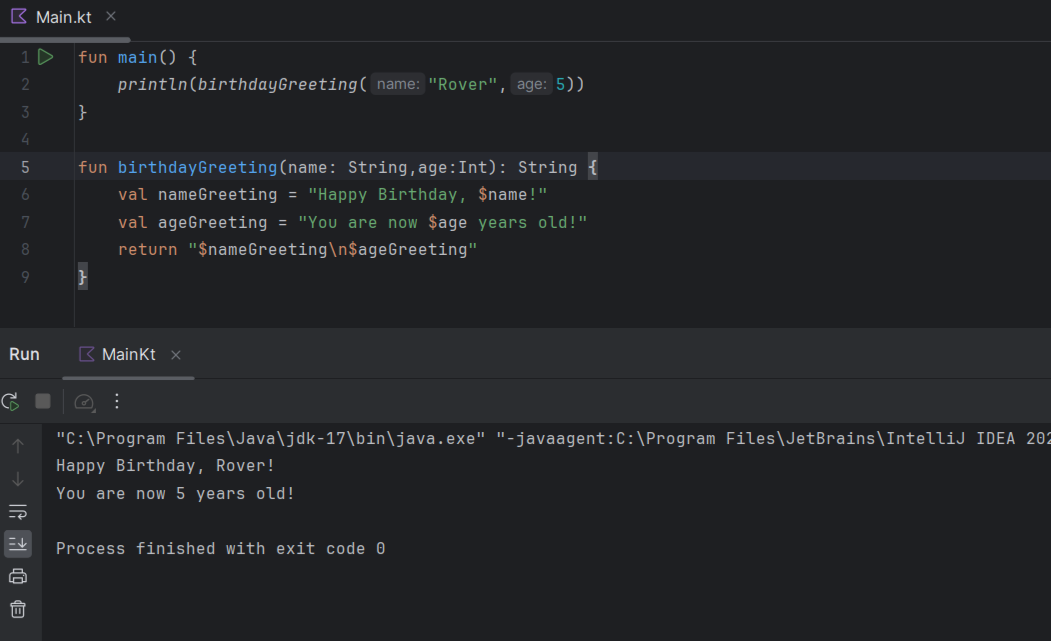 Main.kt
1 fun main() {
2 println(birthdayGreeting( name: "Rover", age: 5))
3 }
4
5 fun birthdayGreeting(name: String,age:Int): String {
6 val nameGreeting = "Happy Birthday, $name!"
7 val ageGreeting = "You are now $age years old!"
8 return "$nameGreeting\n$ageGreeting"
9 }
Run MainKt
"C:\Program Files\Java\jdk-17\bin\java.exe" "-javaagent:C:\Program Files\JetBrains\IntelliJ IDEA 202
Happy Birthday, Rover!
You are now 5 years old!
Process finished with exit code 0